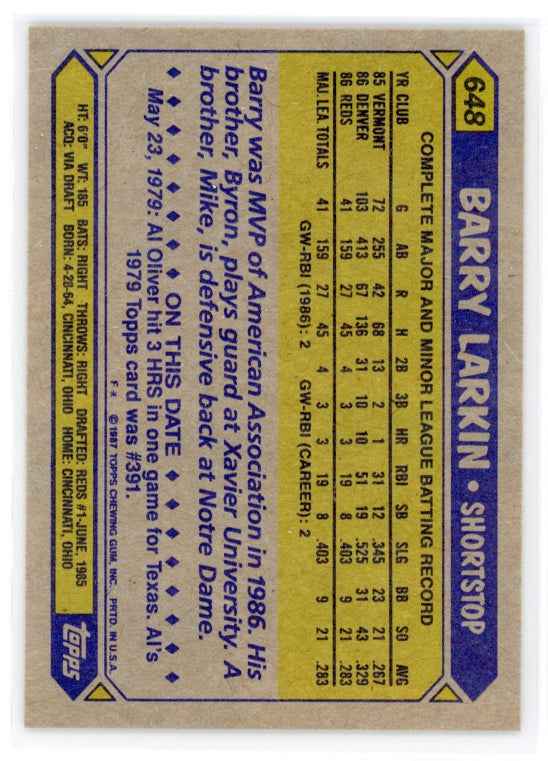 648 BARRY LARKIN • SHORTSTOP
COMPLETE MAJOR AND MINOR LEAGUE BATTING RECORD
YR CLUB G AB R H 2B 3B HR RBI SB SLG BB SO AVG
85 VERMONT 72 255 42 68 13 2 1 31 12 .345 23 21 .267
86 DENVER 103 413 67 136 31 10 10 51 19 .525 31 43 .329
86 REDS 41 159 27 45 4 3 3 19 8 .403 9 21 .283
MAJ.LEA. TOTALS 41 159 27 45 4 3 3 19 8 .403 9 21 .283
GW-RBI (1986): 2 GW-RBI (CAREER): 2
Barry was MVP of American Association in 1986. His
brother, Byron, plays guard at Xavier University. A
brother, Mike, is defensive back at Notre Dame.
♦ ♦ ♦ ♦ ♦ ♦ ON THIS DATE ♦ ♦ ♦ ♦ ♦ ♦
May 23, 1979: Al Oliver hit 3 HRS in one game for Texas. Al's
1979 Topps card was #391.
©1987 TOPPS CHEWING GUM, INC. PRTD. IN U.S.A.
HT: 6'0" WT: 185 BATS: RIGHT THROWS: RIGHT DRAFTED: REDS #1-JUNE, 1985
ACQ: VIA DRAFT BORN: 4-28-64, CINCINNATI, OHIO HOME: CINCINNATI, OHIO
TOPPS